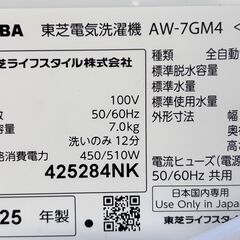 BA 東芝電気洗濯機 AW-7GM4
芝ライフスタイル株式会社
100V
50/60Hz
7.0kg
洗いのみ 12分
格消費電力 450/510W
425284NK
25 年製
種類 全自動
標準脱水容量
標準水量
標準使用水量
外形寸法 幅
高
電流ヒューズ(電源
50/60Hz 共用
日本国内専用
Use Only in Japan
東芝ライフスタイル